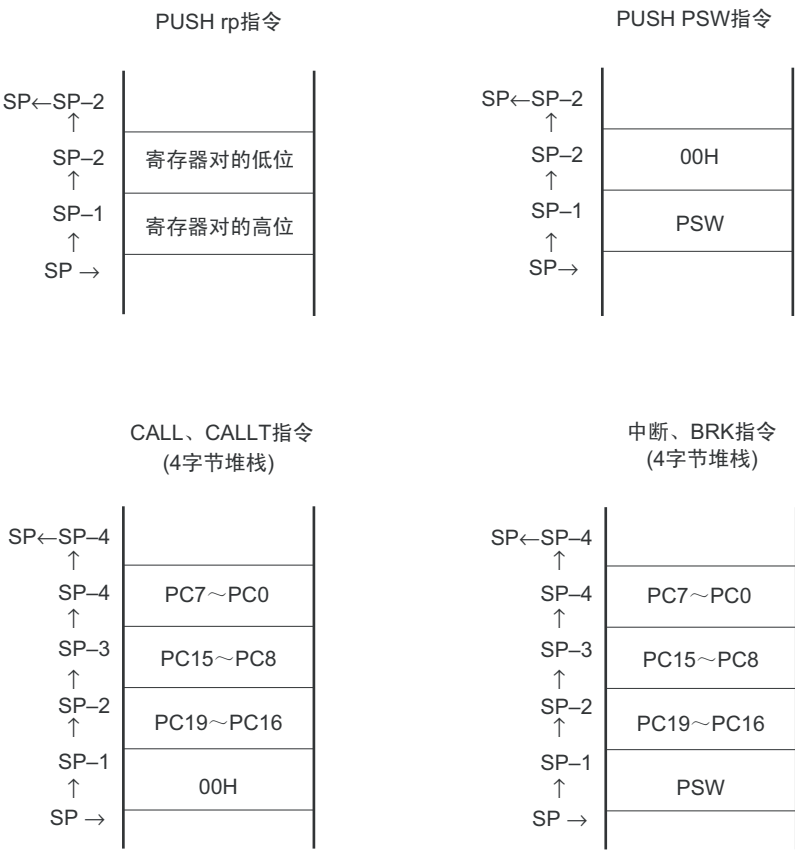 PUSH rp指令
SP←SP–2
↑
SP–2
寄存器对的低位
↑
SP–1
寄存器对的高位
↑
SP →
PUSH PSW指令
SP←SP–2
↑
SP–2
00H
↑
SP–1
PSW
↑
SP→
CALL、CALLT指令
(4字节堆栈)
SP←SP–4
↑
SP–4
PC7～PC0
↑
SP–3
PC15～PC8
↑
SP–2
PC19～PC16
↑
SP–1
00H
↑
SP →
中断、BRK指令
(4字节堆栈)
SP←SP–4
↑
SP–4
PC7～PC0
↑
SP–3
PC15～PC8
↑
SP–2
PC19～PC16
↑
SP–1
PSW
↑
SP →